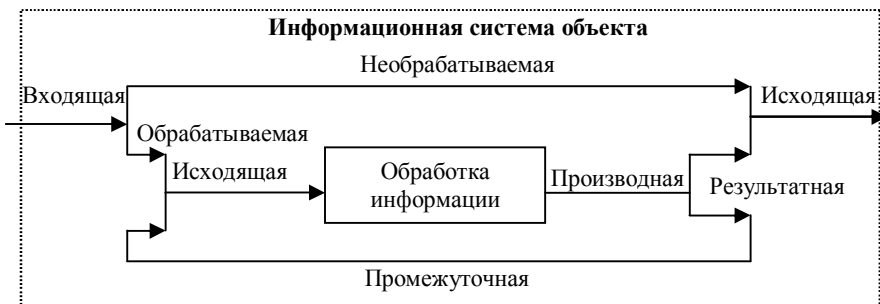 Информационная система объекта
Необрабатываемая
Входящая
Исходящая
Обрабатываемая
Исходящая
Обработка
информации
Производная
Результатная
Промежуточная